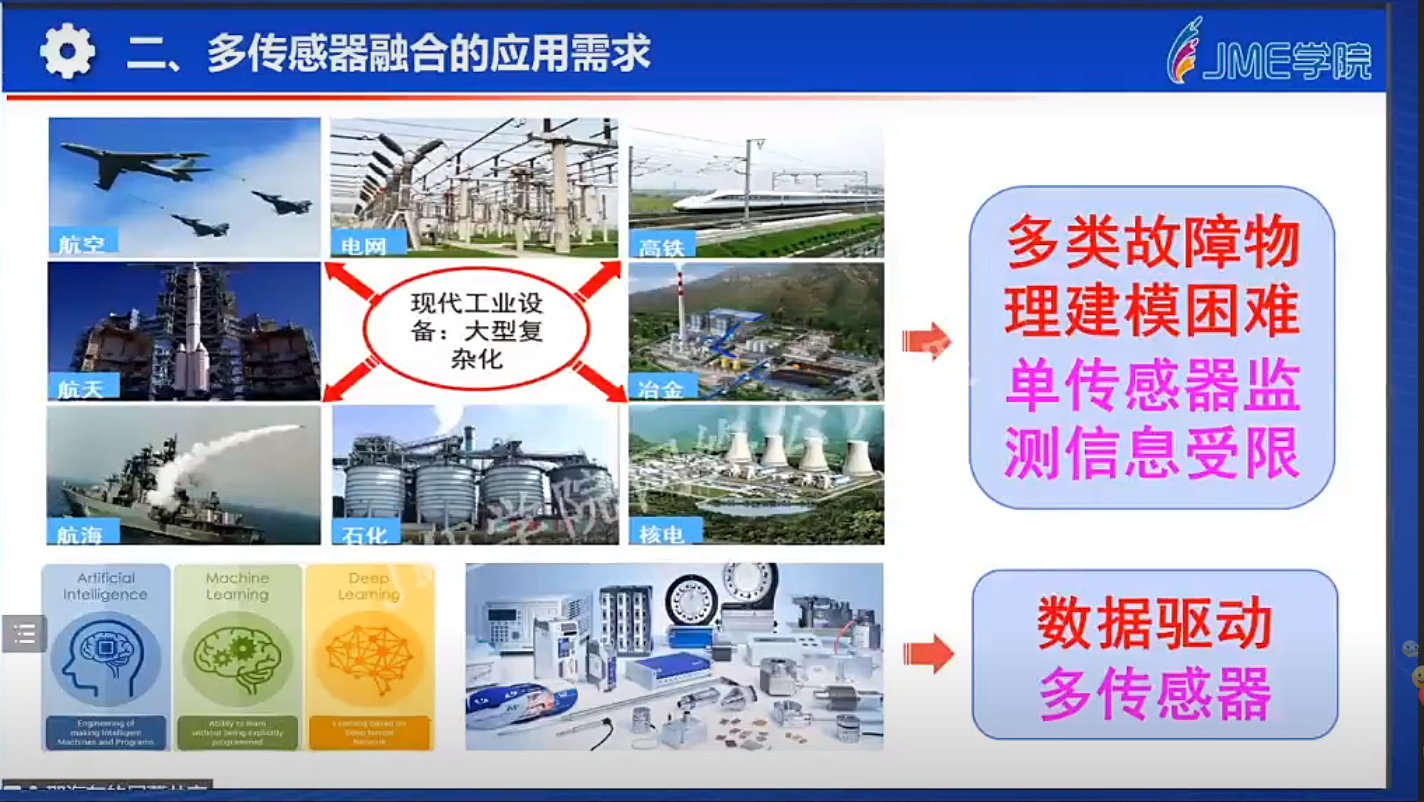 二、多传感器融合的应用需求
JME学院
航空
电网
高铁
航天
现代工业设
备：大型复
杂化
冶金
航海
石化
核电
多类故障物
理建模困难
单传感器监
测信息受限
Artificial
Intelligence
Engineering of
making Intelligent
Machines and Programs
Machine
Learning
Ability to learn
without being explicitly
programmed
Deep
Learning
Learning based on
Deep Neural
Network
数据驱动
多传感器